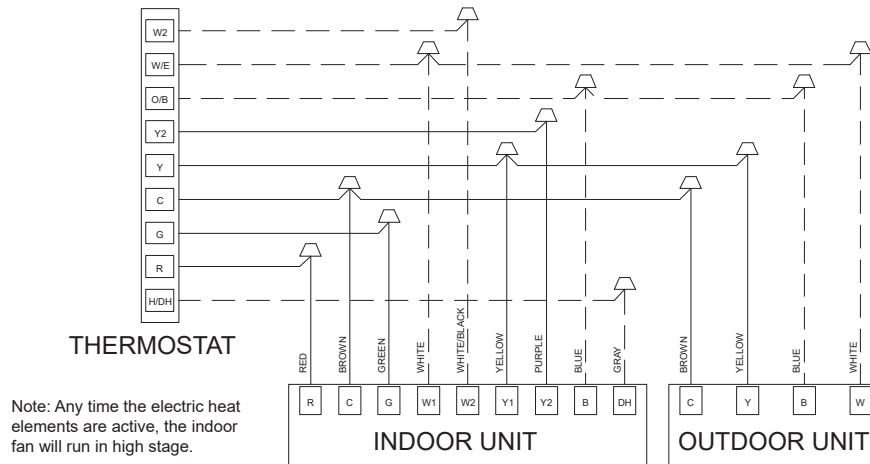 W2
W/E
O/B
Y2
Y
C
G
R
H/DH
THERMOSTAT
RED
BROWN
GREEN
WHITE
WHITE/BLACK
YELLOW
PURPLE
BLUE
GRAY
BROWN
YELLOW
BLUE
WHITE
R C G W1 W2 Y1 Y2 B DH
C Y B W
INDOOR UNIT
OUTDOOR UNIT
Note: Any time the electric heat
elements are active, the indoor
fan will run in high stage.